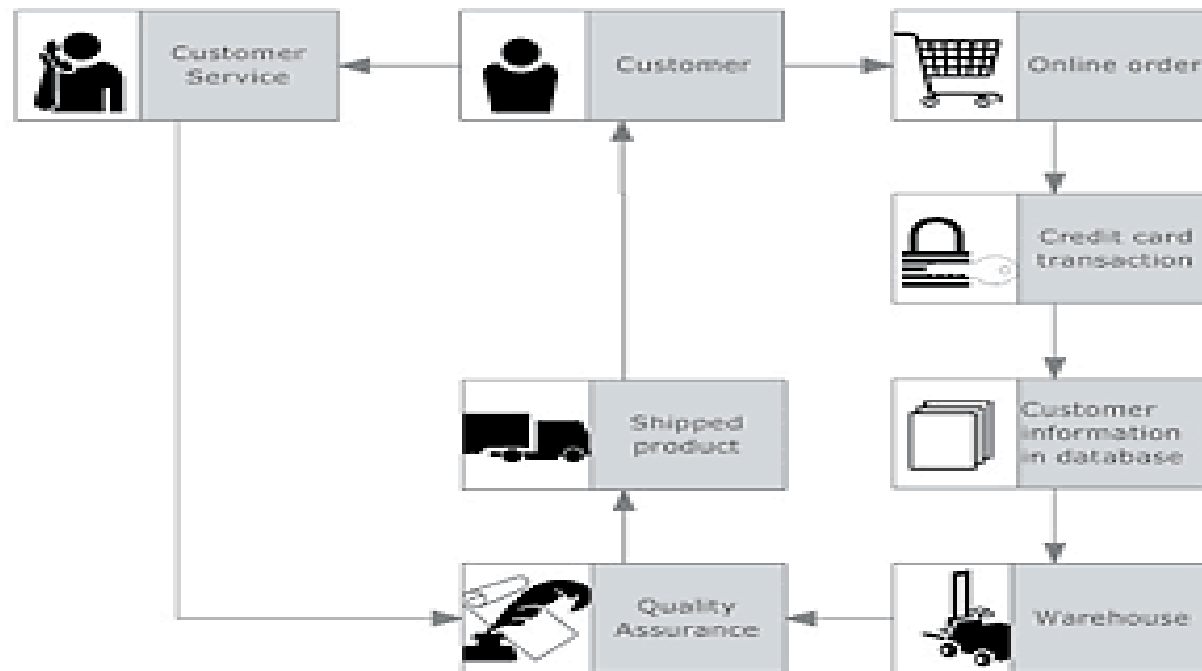 Customer
Service
Customer
Online order
Credit card
transaction
Shipped
product
Customer
information
in database
Quality
Assurance
Warehouse